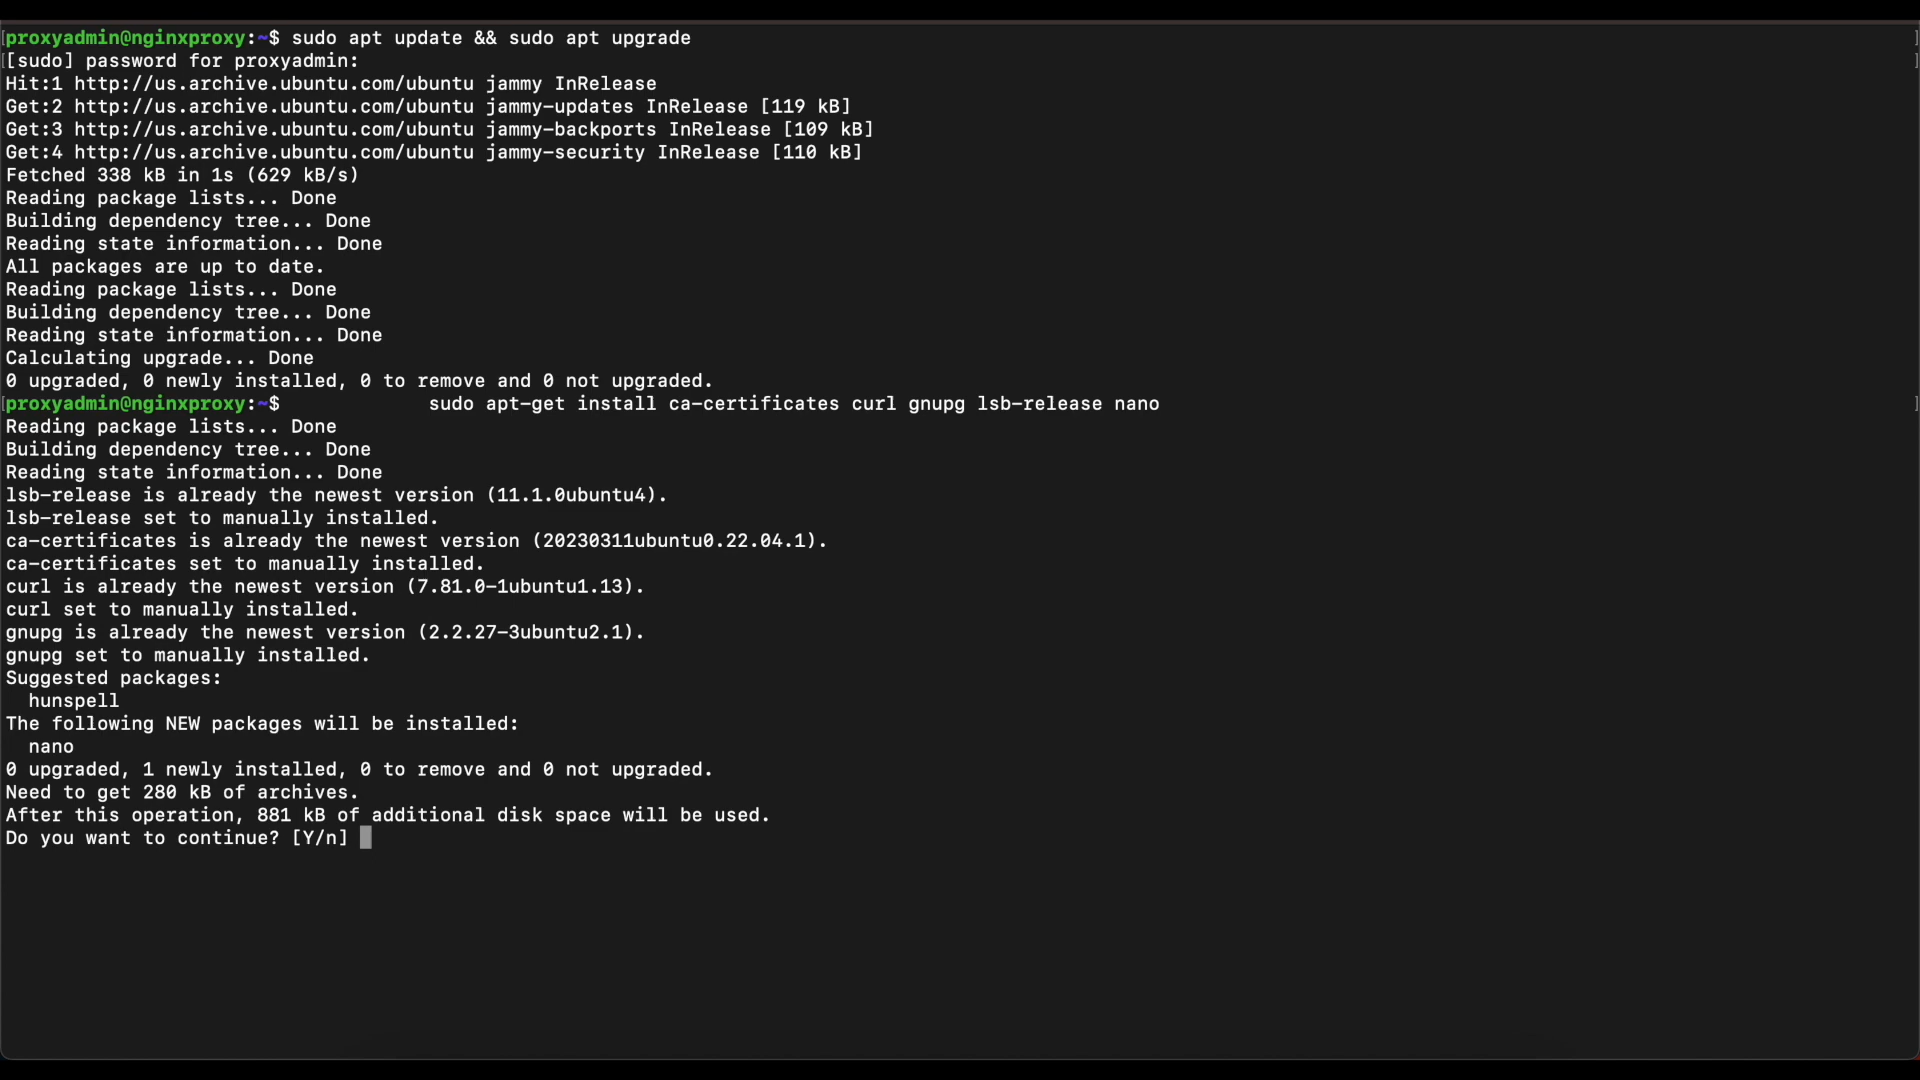 proxyadmin@nginxproxy:~$ sudo apt update && sudo apt upgrade
[sudo] password for proxyadmin:
Hit:1 http://us.archive.ubuntu.com/ubuntu jammy InRelease
Get:2 http://us.archive.ubuntu.com/ubuntu jammy-updates InRelease [119 kB]
Get:3 http://us.archive.ubuntu.com/ubuntu jammy-backports InRelease [109 kB]
Get:4 http://us.archive.ubuntu.com/ubuntu jammy-security InRelease [110 kB]
Fetched 338 kB in 1s (629 kB/s)
Reading package lists... Done
Building dependency tree... Done
Reading state information... Done
All packages are up to date.
Reading package lists... Done
Building dependency tree... Done
Reading state information... Done
Calculating upgrade... Done
0 upgraded, 0 newly installed, 0 to remove and 0 not upgraded.
proxyadmin@nginxproxy:~$             sudo apt-get install ca-certificates curl gnupg lsb-release nano
Reading package lists... Done
Building dependency tree... Done
Reading state information... Done
lsb-release is already the newest version (11.1.0ubuntu4).
lsb-release set to manually installed.
ca-certificates is already the newest version (20230311ubuntu0.22.04.1).
ca-certificates set to manually installed.
curl is already the newest version (7.81.0-1ubuntu1.13).
curl set to manually installed.
gnupg is already the newest version (2.2.27-3ubuntu2.1).
gnupg set to manually installed.
Suggested packages:
  hunspell
The following NEW packages will be installed:
  nano
0 upgraded, 1 newly installed, 0 to remove and 0 not upgraded.
Need to get 280 kB of archives.
After this operation, 881 kB of additional disk space will be used.
Do you want to continue? [Y/n]